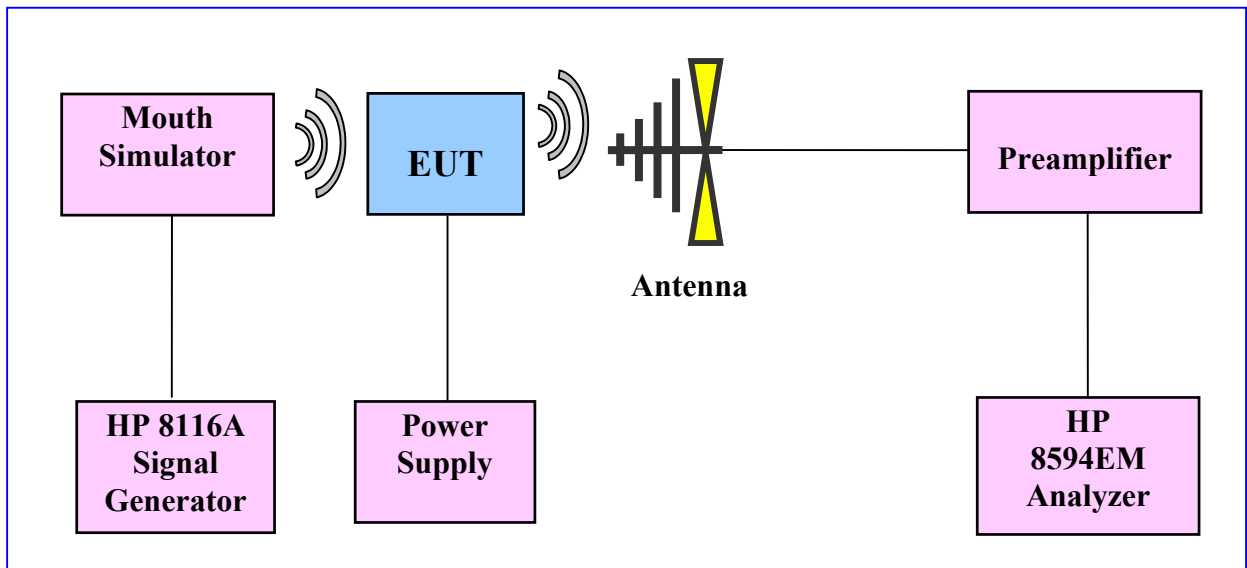 Mouth
Simulator
EUT
Preamplifier
Antenna
HP 8116A
Signal
Generator
Power
Supply
HP
8594EM
Analyzer